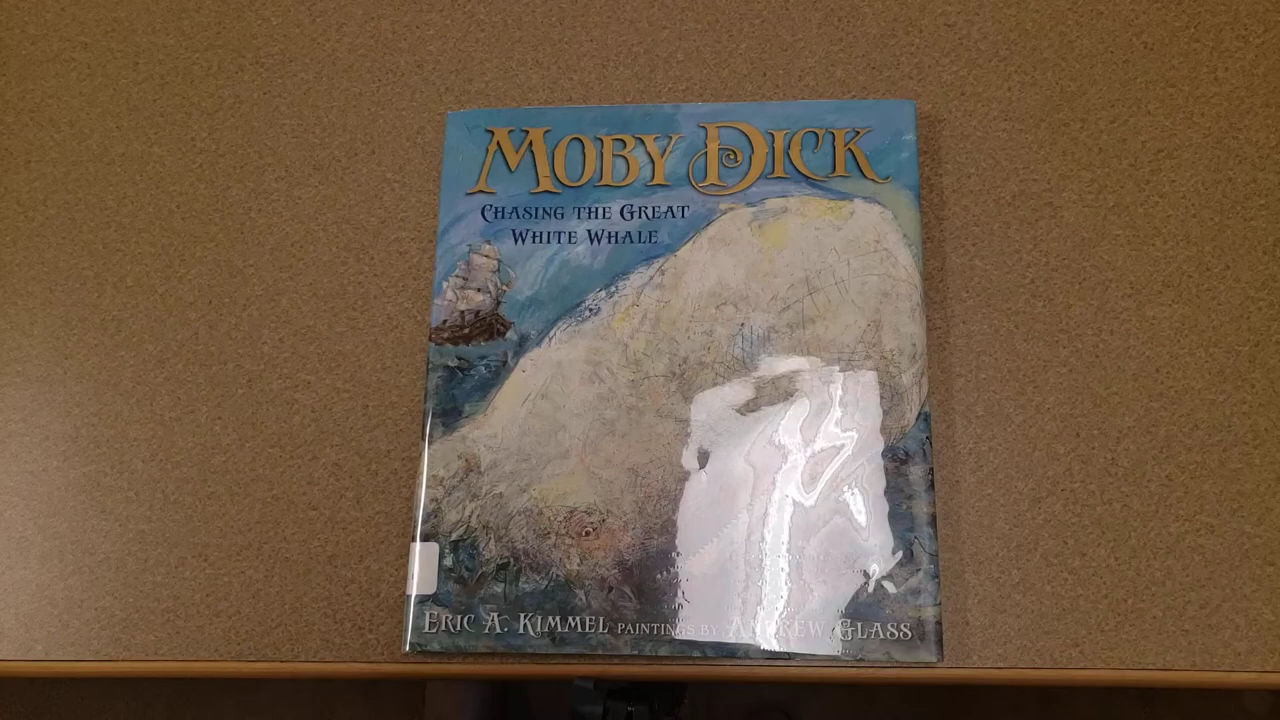 MOBY DICK
CHASING THE GREAT
WHITE WHALE
ERIC A. KIMMEL PAINTINGS BY ANDREW GLASS